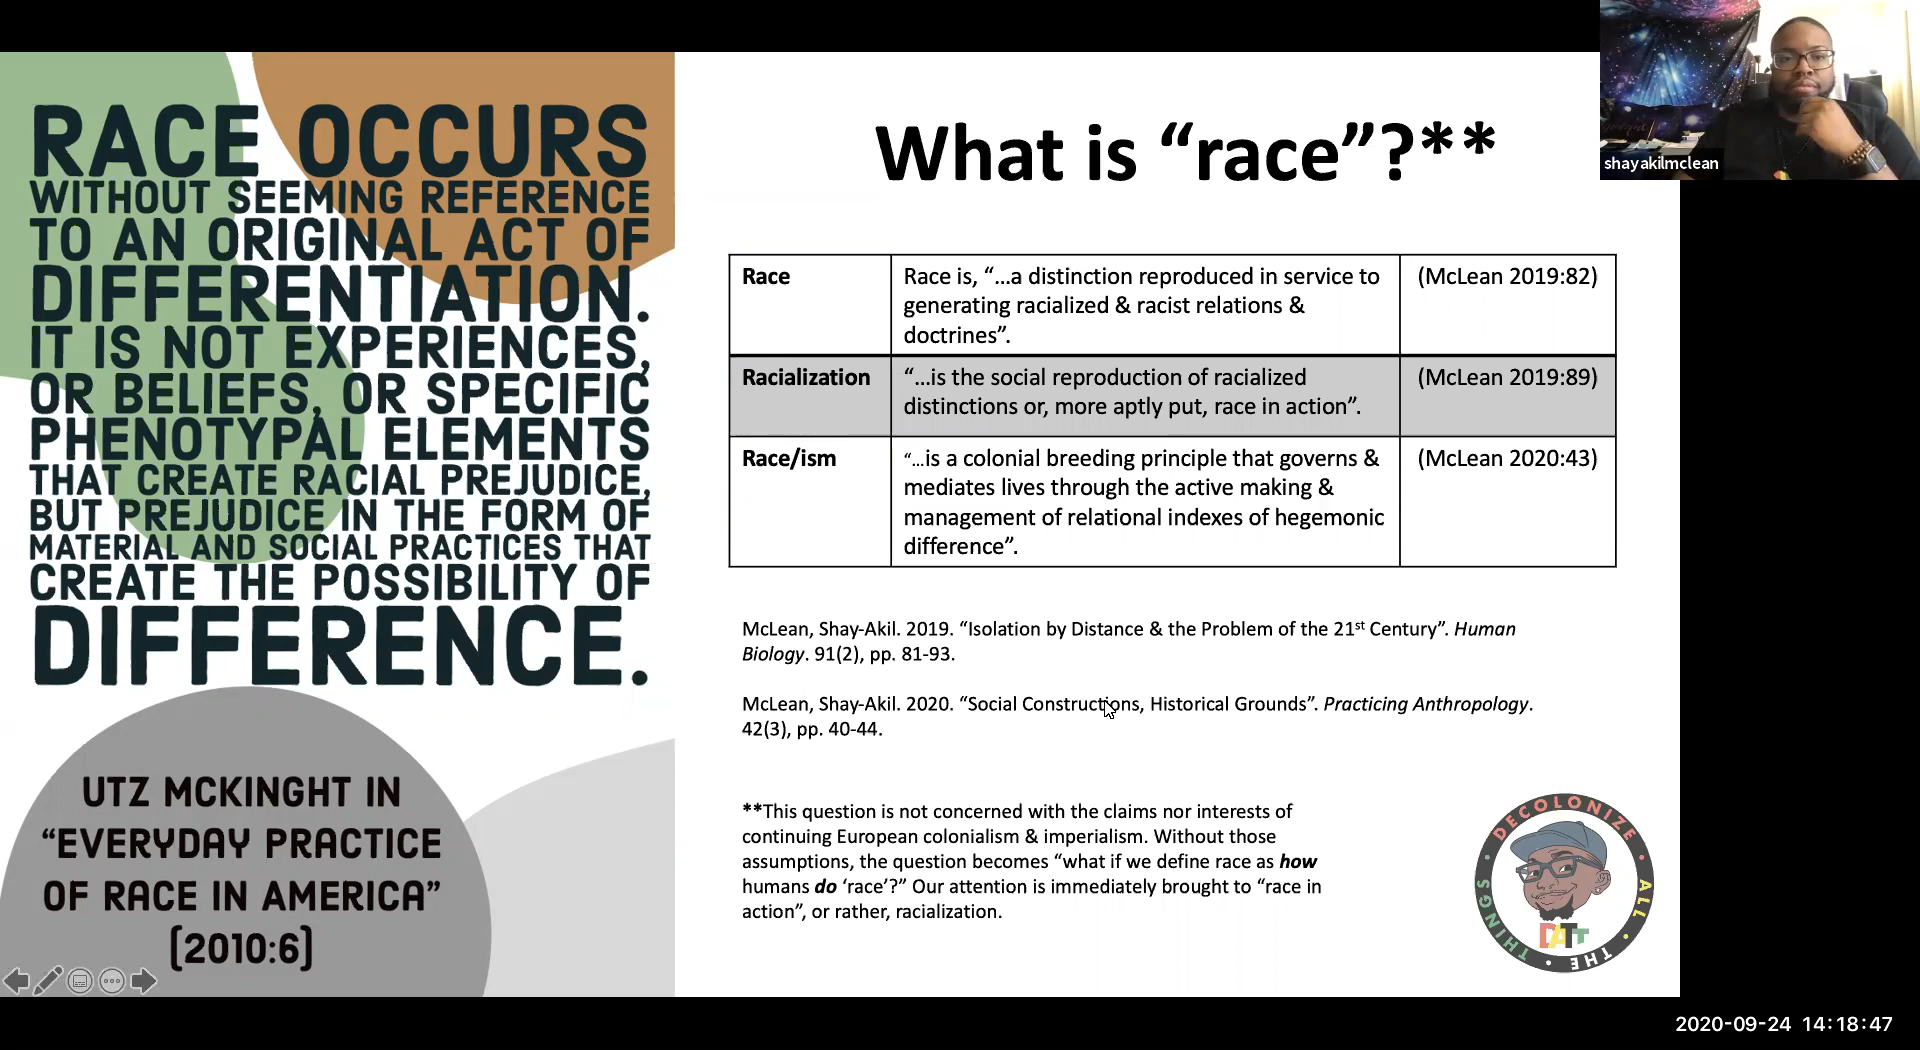 RACE OCCURS
WITHOUT SEEMING REFERENCE
TO AN ORIGINAL ACT OF
DIFFERENTIATION.
IT IS NOT EXPERIENCES,
OR BELIEFS, OR SPECIFIC
PHENOTYPAL ELEMENTS
THAT CREATE RACIAL PREJUDICE,
BUT PREJUDICE IN THE FORM OF
MATERIAL AND SOCIAL PRACTICES THAT
CREATE THE POSSIBILITY OF
DIFFERENCE.
UTZ MCKINGHT IN
“EVERYDAY PRACTICE
OF RACE IN AMERICA”
(2010:6)
What is “race”?**
Race
Race is, “...a distinction reproduced in service to
generating racialized & racist relations &
doctrines”.
(McLean 2019:82)
Racialization
“...is the social reproduction of racialized
distinctions or, more aptly put, race in action”.
(McLean 2019:89)
Race/ism
“...is a colonial breeding principle that governs &
mediates lives through the active making &
management of relational indexes of hegemonic
difference”.
(McLean 2020:43)
McLean, Shay-Akil. 2019. “Isolation by Distance & the Problem of the 21st Century”. Human
Biology. 91(2), pp. 81-93.
McLean, Shay-Akil. 2020. “Social Constructions, Historical Grounds”. Practicing Anthropology.
42(3), pp. 40-44.
**This question is not concerned with the claims nor interests of
continuing European colonialism & imperialism. Without those
assumptions, the question becomes “what if we define race as how
humans do ‘race’?” Our attention is immediately brought to “race in
action”, or rather, racialization.
DECOLONIZE • ALL • THE • THINGS •
DATT
shayakilmclean
2020-09-24 14:18:47